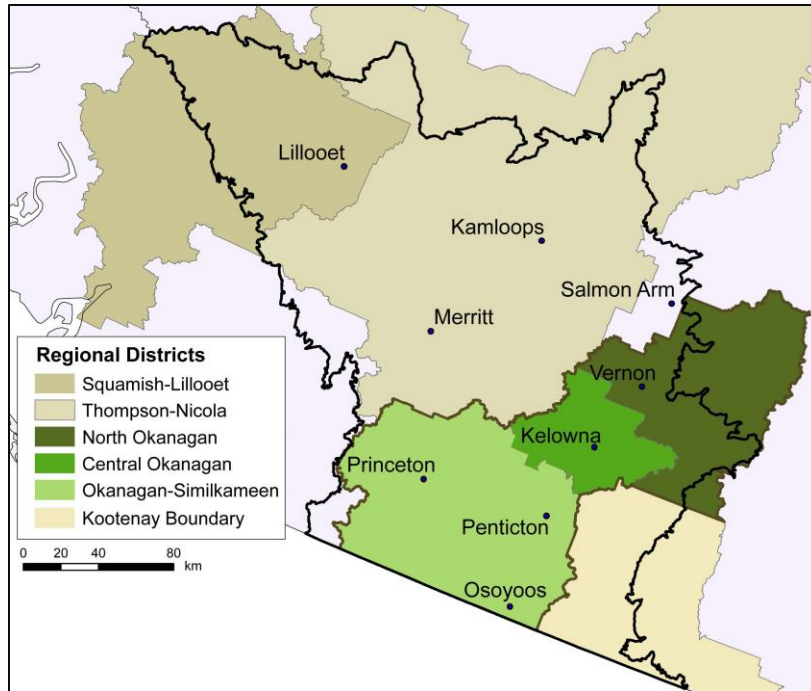 Lillooet
Kamloops
Salmon Arm
Merritt
Regional Districts
Squamish-Lillooet
Thompson-Nicola
North Okanagan
Central Okanagan
Okanagan-Similkameen
Kootenay Boundary
Vernon
Kelowna
Princeton
Penticton
Osoyoos
0 20 40 80
km